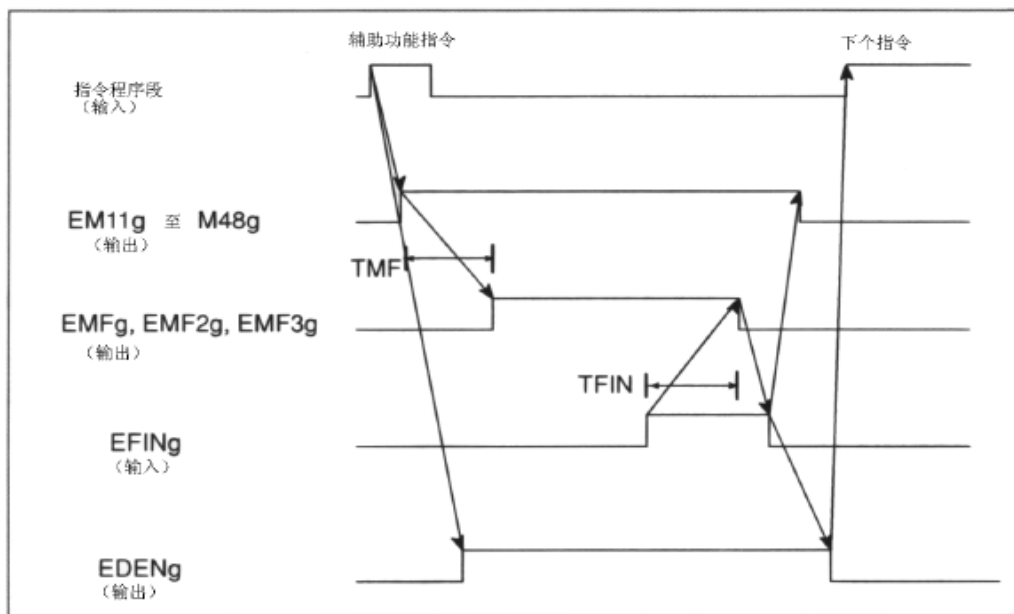 辅助功能指令
下个指令
指令程序段
（输入）
EM11g 至 M48g
（输出）
TMF
EMFg, EMF2g, EMF3g
（输出）
TFIN
EFINg
（输入）
EDENg
（输出）